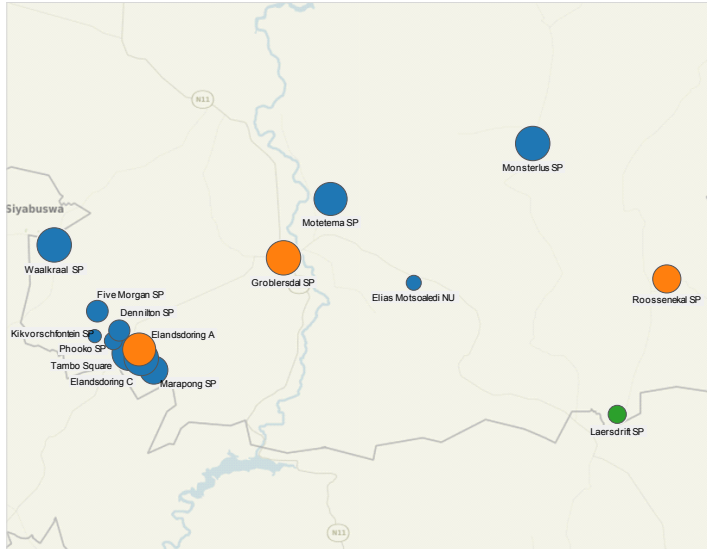 N11
Monsterlus SP
Siyabuswa
Motetema SP
Waalkraal SP
Groblersdal SP
Elias Motsoaledi NU
Roossenekal SP
Five Morgan SP
Dennilton SP
Kikvorschfontein SP
Elandsdoring A
Phooko SP
Tambo Square
Elandsdoring C
Marapong SP
Laersdrift SP
N11